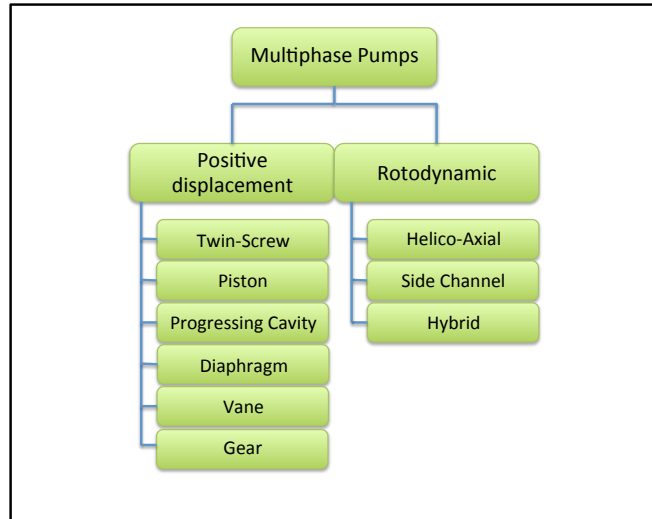 Multiphase Pumps
Positive
displacement
Rotodynamic
Twin-Screw
Piston
Progressing Cavity
Diaphragm
Vane
Gear
Helico-Axial
Side Channel
Hybrid